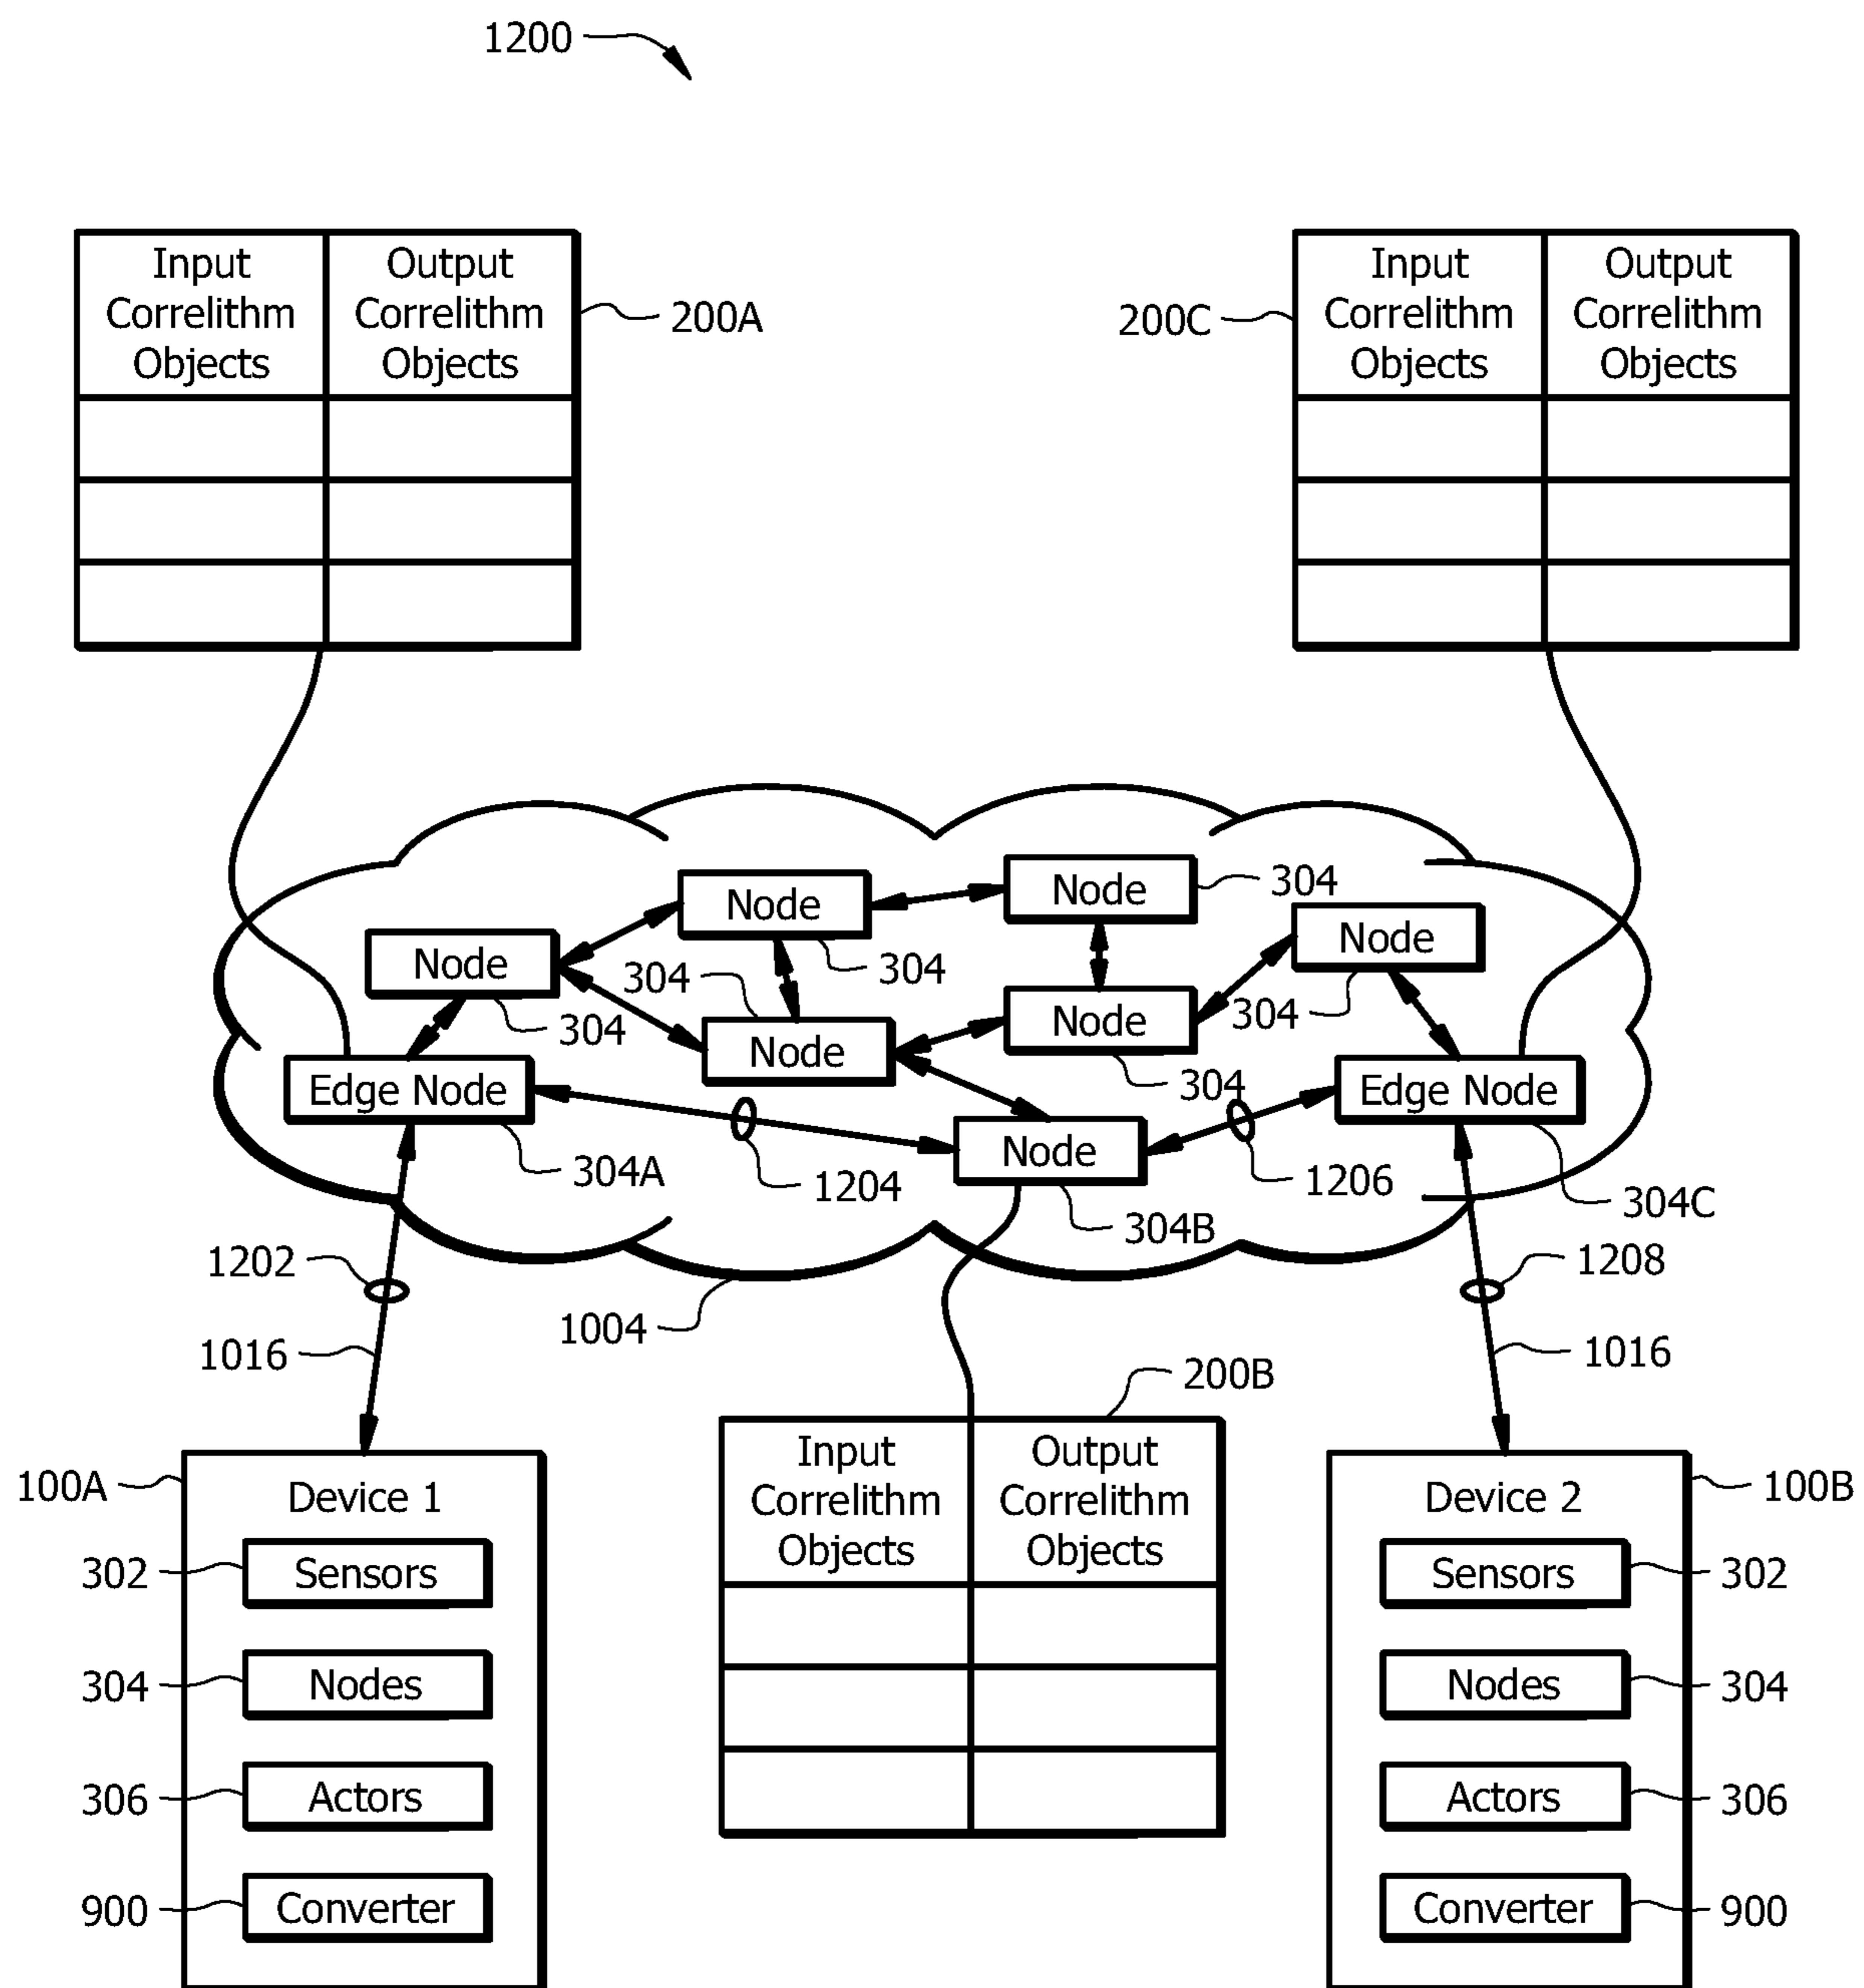 1200
Input
Correlithm
Objects
Output
Correlithm
Objects
200A
200C
Input
Correlithm
Objects
Output
Correlithm
Objects
Node
304
Node
304
Node
304
Node
304
304
Node
Node
304
304
Node
Edge Node
304A
1204
Node
304B
1206
Edge Node
304C
1202
1016
1004
1208
1016
200B
Input
Correlithm
Objects
Output
Correlithm
Objects
100A
Device 1
302
Sensors
304
Nodes
306
Actors
900
Converter
Device 2
100B
Sensors
302
Nodes
304
Actors
306
Converter
900